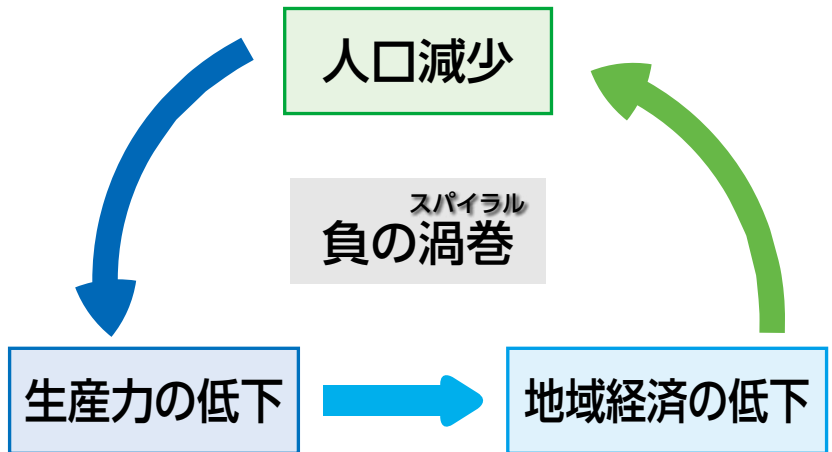 人口減少
スパイラル
負の渦巻
生産力の低下
地域経済の低下